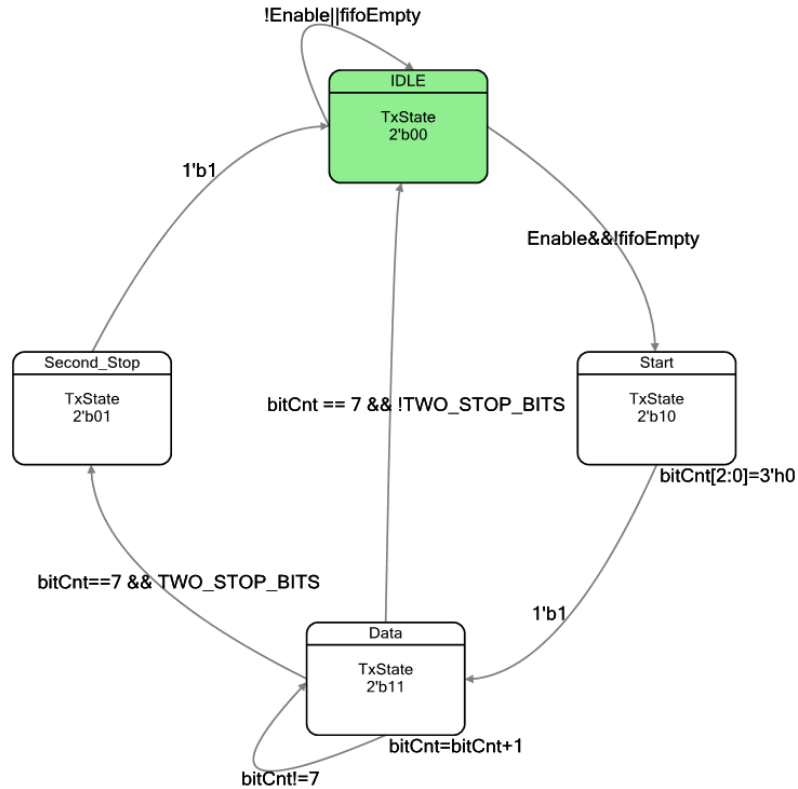 !Enable||fifoEmpty
IDLE
TxState
2'b00
1'b1
Enable&&!fifoEmpty
Second_Stop
TxState
2'b01
Start
TxState
2'b10
bitCnt == 7 && !TWO_STOP_BITS
bitCnt[2:0]=3'h0
bitCnt==7 && TWO_STOP_BITS
1'b1
Data
TxState
2'b11
bitCnt=bitCnt+1
bitCnt!=7